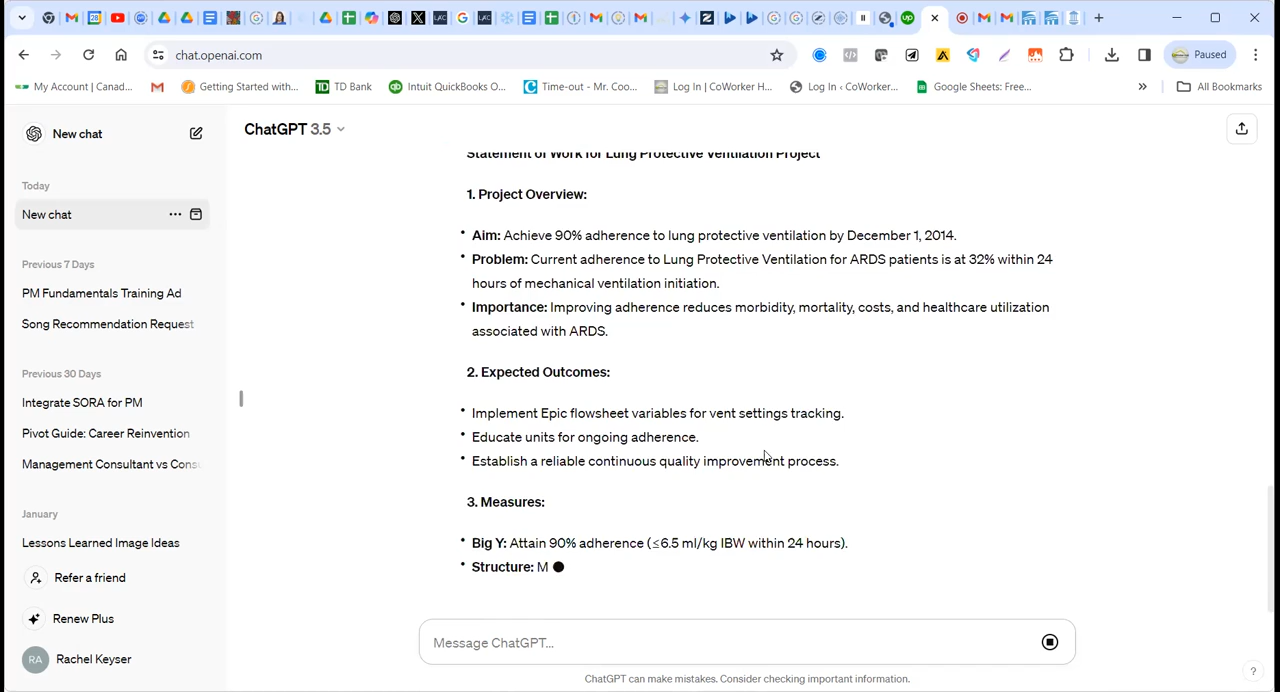 chat.openai.com
Paused
My Account | Canad...
Getting Started with...
TD Bank
Intuit QuickBooks O...
Time-out - Mr. Coo...
Log In | CoWorker H...
Log In ‹ CoWorker...
Google Sheets: Free...
All Bookmarks
New chat
Today
New chat
Previous 7 Days
PM Fundamentals Training Ad
Song Recommendation Request
Previous 30 Days
Integrate SORA for PM
Pivot Guide: Career Reinvention
Management Consultant vs Cons
January
Lessons Learned Image Ideas
Refer a friend
Renew Plus
RA Rachel Keyser
ChatGPT 3.5
Statement of Work for Lung Protective Ventilation Project
1. Project Overview:
• Aim: Achieve 90% adherence to lung protective ventilation by December 1, 2014.
• Problem: Current adherence to Lung Protective Ventilation for ARDS patients is at 32% within 24
hours of mechanical ventilation initiation.
• Importance: Improving adherence reduces morbidity, mortality, costs, and healthcare utilization
associated with ARDS.
2. Expected Outcomes:
• Implement Epic flowsheet variables for vent settings tracking.
• Educate units for ongoing adherence.
• Establish a reliable continuous quality improvement process.
3. Measures:
• Big Y: Attain 90% adherence (≤6.5 ml/kg IBW within 24 hours).
• Structure: M
Message ChatGPT...
ChatGPT can make mistakes. Consider checking important information.
?